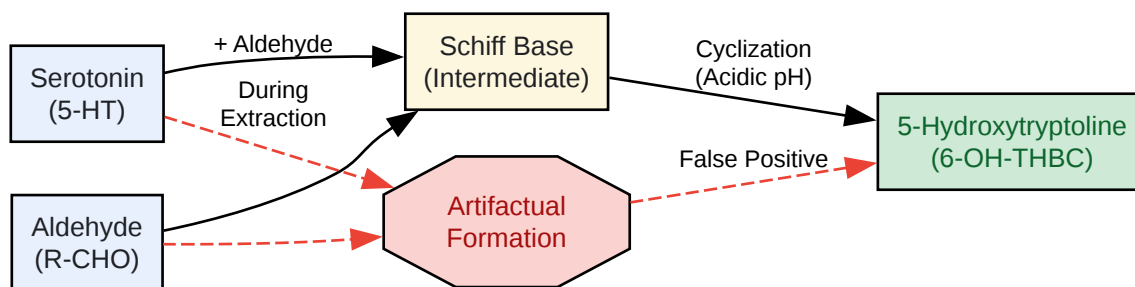 Serotonin
(5-HT)
+ Aldehyde
During
Extraction
Schiff Base
(Intermediate)
Cyclization
(Acidic pH)
5-Hydroxytryptoline
(6-OH-THBC)
False Positive
Aldehyde
(R-CHO)
Artifactual
Formation